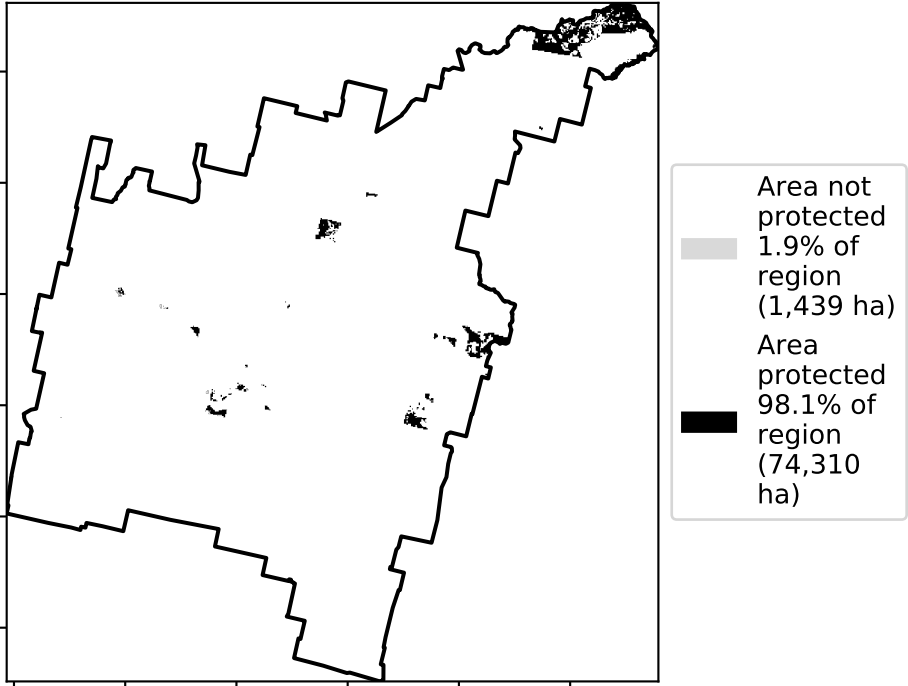 Area not
protected
1.9% of
region
(1,439 ha)
Area
protected
98.1% of
region
(74,310
ha)